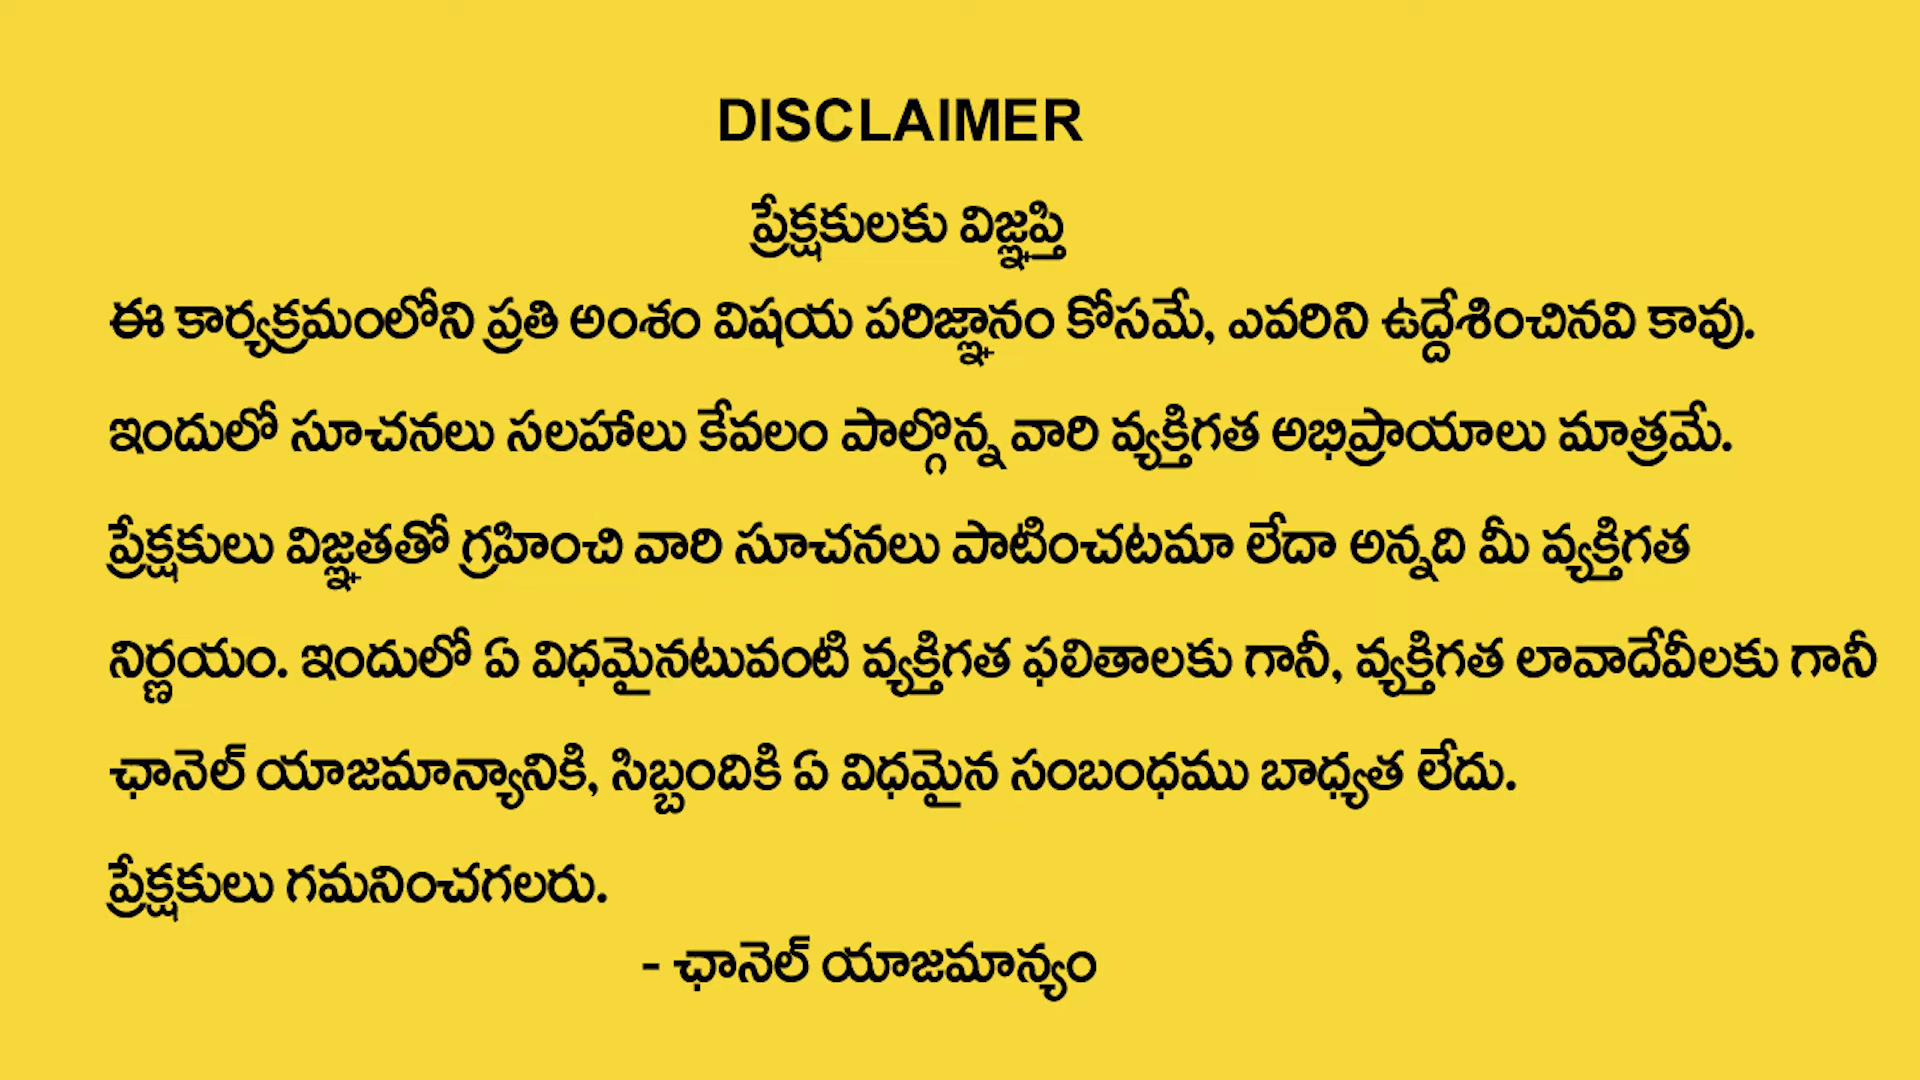 DISCLAIMER
ప్రేక్షకులకు విజ్ఞప్తి
ఈ కార్యక్రమంలోని ప్రతి అంశం విషయ పరిజ్ఞానం కోసమే, ఎవరిని ఉద్దేశించినవి కావు.
ఇందులో సూచనలు సలహాలు కేవలం పాల్గొన్న వారి వ్యక్తిగత అభిప్రాయాలు మాత్రమే.
ప్రేక్షకులు విజ్ఞతతో గ్రహించి వారి సూచనలు పాటించటమా లేదా అన్నది మీ వ్యక్తిగత
నిర్ణయం. ఇందులో ఏ విధమైనటువంటి వ్యక్తిగత ఫలితాలకు గానీ, వ్యక్తిగత లావాదేవీలకు గానీ
ఛానెల్ యాజమాన్యానికి, సిబ్బందికి ఏ విధమైన సంబంధము బాధ్యత లేదు.
ప్రేక్షకులు గమనించగలరు.
- ఛానెల్ యాజమాన్యం